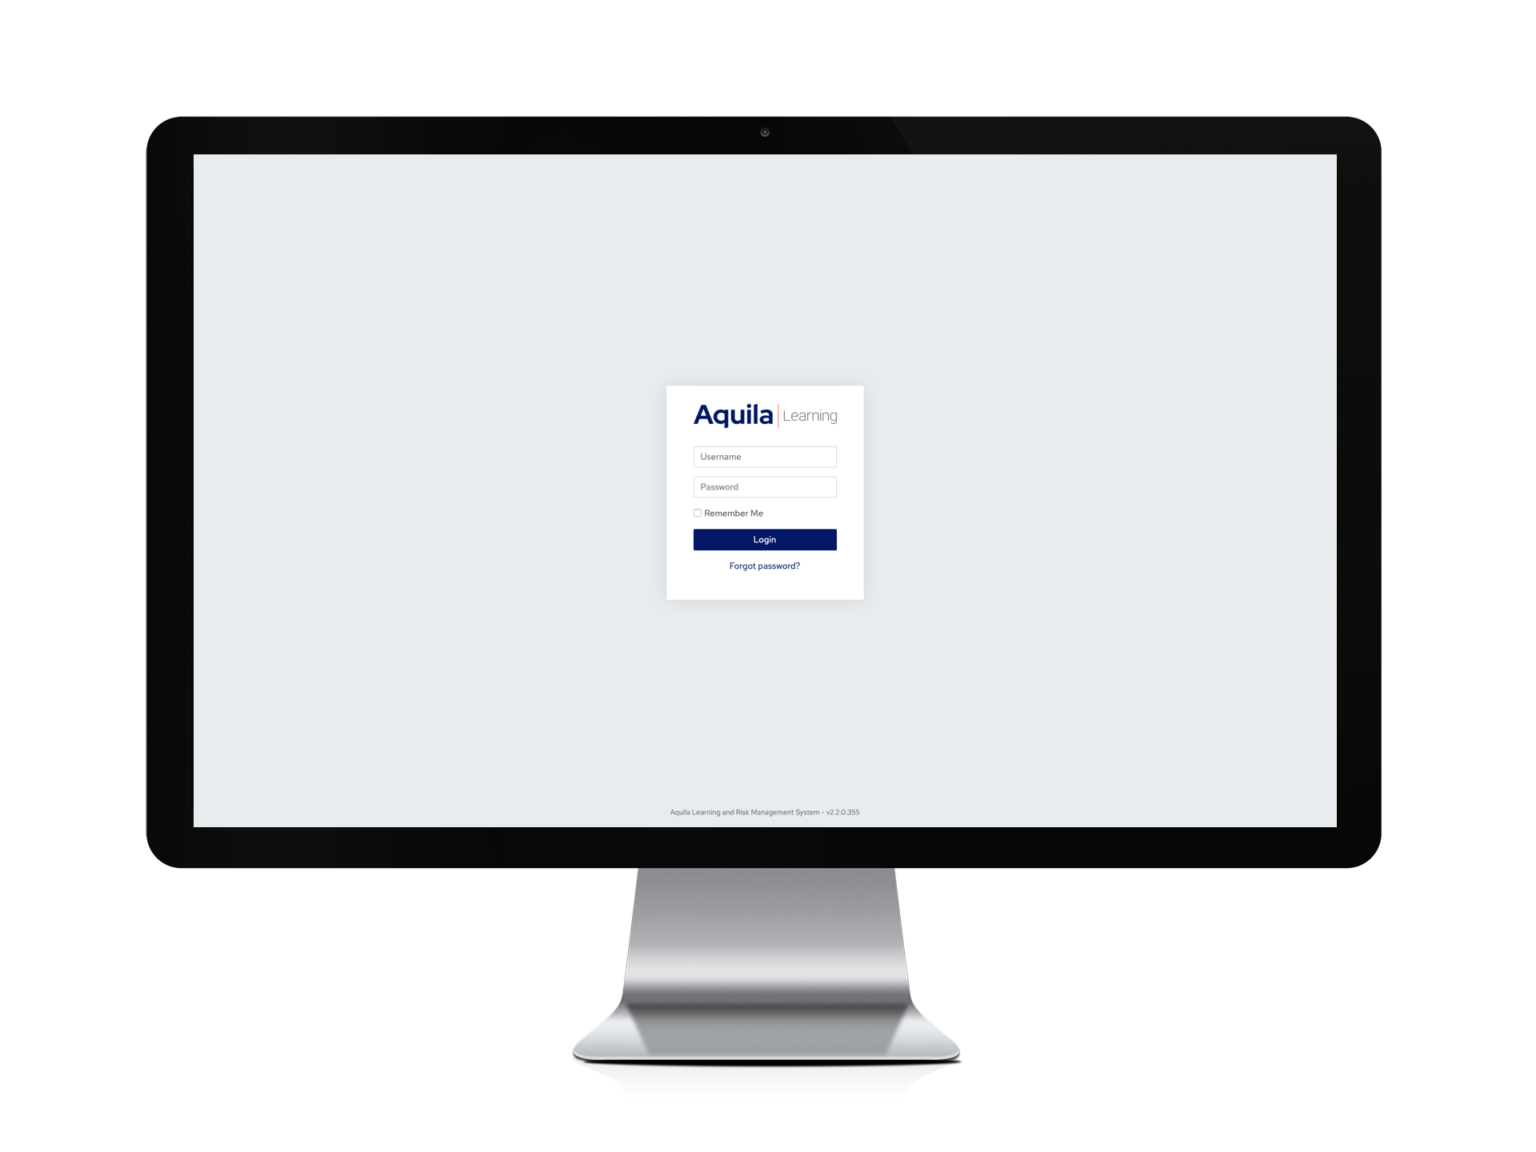 Aquila | Learning
Username
Password
Remember Me
Login
Forgot password?
Aquila Learning and Risk Management System - v2.2.0.355